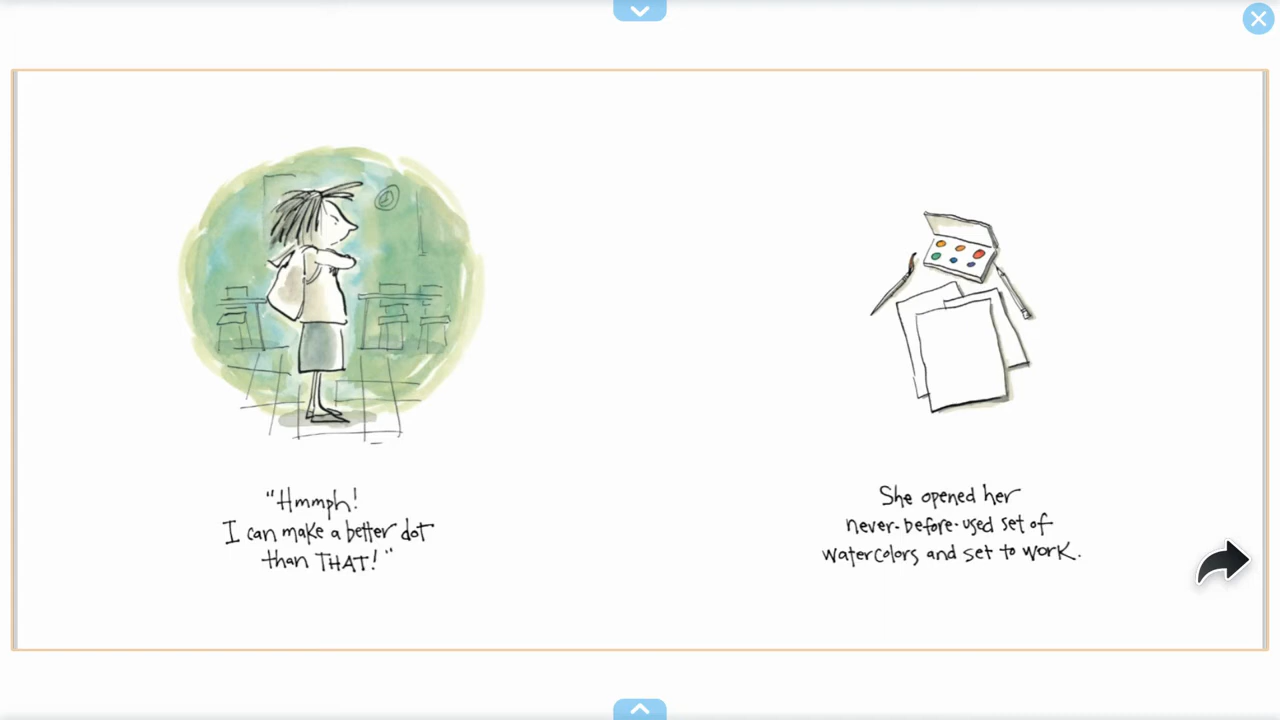 "Hmmph!
I can make a better dot
than THAT!"
She opened her
never-before-used set of
watercolors and set to work.